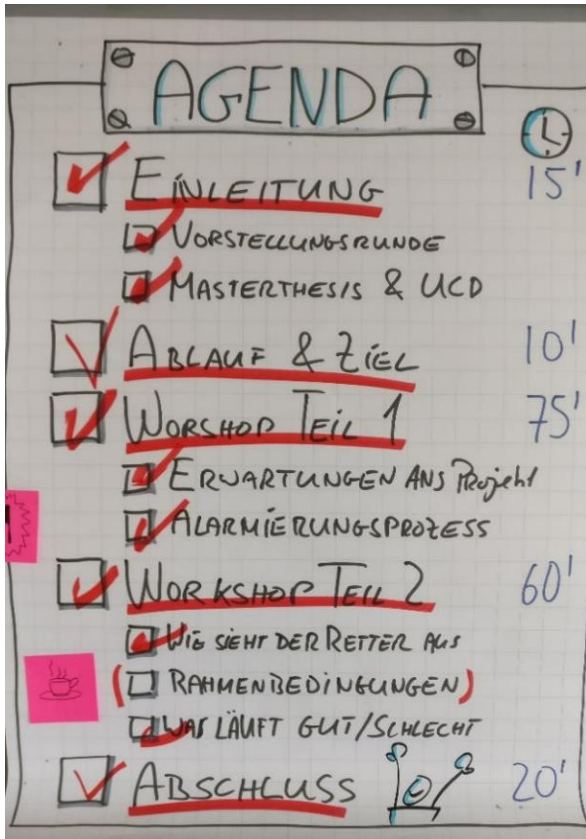 AGENDA
EINLEITUNG 15'
VORSTELLUNGSRUNDE
MASTERTHESIS & UCD
ABLAUF & ZIEL 10'
WORSHOP TEIL 1 75'
ERWARTUNGEN ANS Projekt
ALARMIERUNGSPROZESS
WORKSHOP TEIL 2 60'
WIE SIEHT DER RETTER AUS
(RAHMENBEDINGUNGEN)
WAS LÄUFT GUT/SCHLECHT
ABSCHLUSS 20'